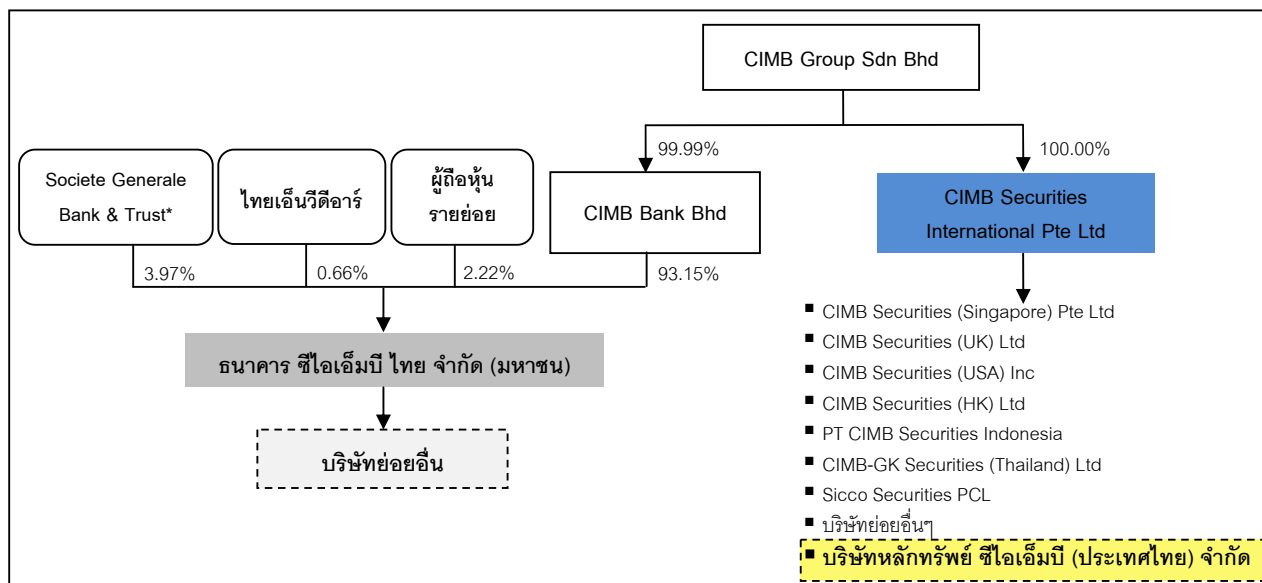 CIMB Group Sdn Bhd
99.99%
100.00%
Societe Generale
Bank & Trust*
ไทยเอ็นวีดีอาร์
ผู้ถือหุ้น
รายย่อย
CIMB Bank Bhd
CIMB Securities
International Pte Ltd
3.97%
0.66%
2.22%
93.15%
ธนาคาร ซีไอเอ็มบี ไทย จำกัด (มหาชน)
บริษัทย่อยอื่น
▪ CIMB Securities (Singapore) Pte Ltd
▪ CIMB Securities (UK) Ltd
▪ CIMB Securities (USA) Inc
▪ CIMB Securities (HK) Ltd
▪ PT CIMB Securities Indonesia
▪ CIMB-GK Securities (Thailand) Ltd
▪ Sicco Securities PCL
▪ บริษัทย่อยอื่นๆ
▪ บริษัทหลักทรัพย์ ซีไอเอ็มบี (ประเทศไทย) จำกัด